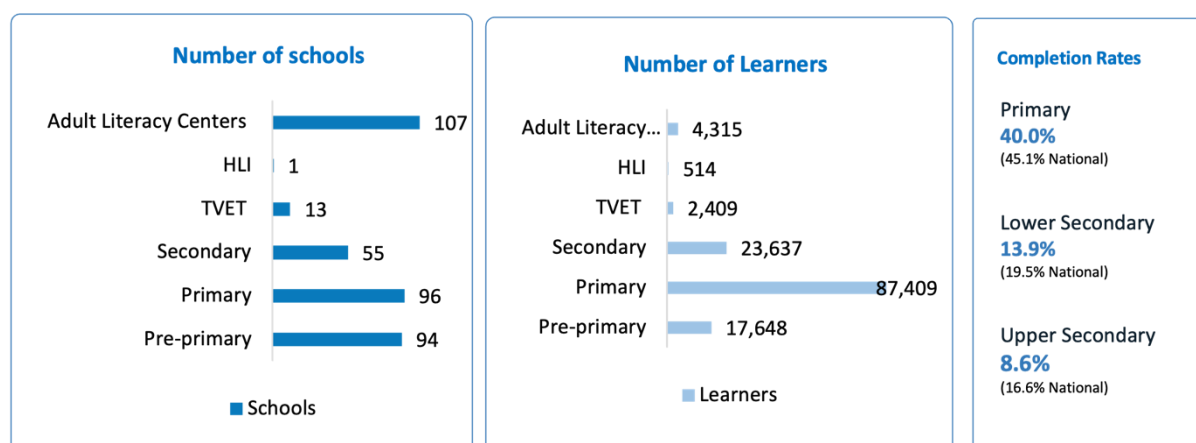 Number of schools
Adult Literacy Centers 107
HLI 1
TVET 13
Secondary 55
Primary 96
Pre-primary 94
Schools
Number of Learners
Adult Literacy... 4,315
HLI 514
TVET 2,409
Secondary 23,637
Primary 87,409
Pre-primary 17,648
Learners
Completion Rates
Primary
40.0%
(45.1% National)
Lower Secondary
13.9%
(19.5% National)
Upper Secondary
8.6%
(16.6% National)